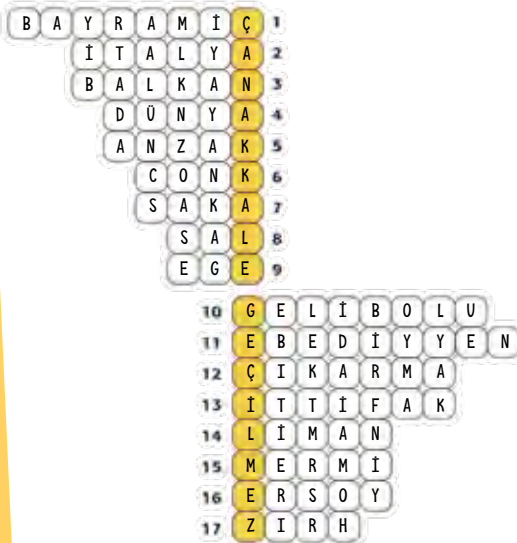 BAYRAMİÇ 1
İTALYA 2
BALKAN 3
DÜNYA 4
ANZAK 5
CONK 6
SAKA 7
SAL 8
EGE 9
10 GELİBOLU
11 EBEDİYYEN
12 ÇIKARMA
13 İTTİFAK
14 LİMAN
15 MERMİ
16 ERSOY
17 ZIRH